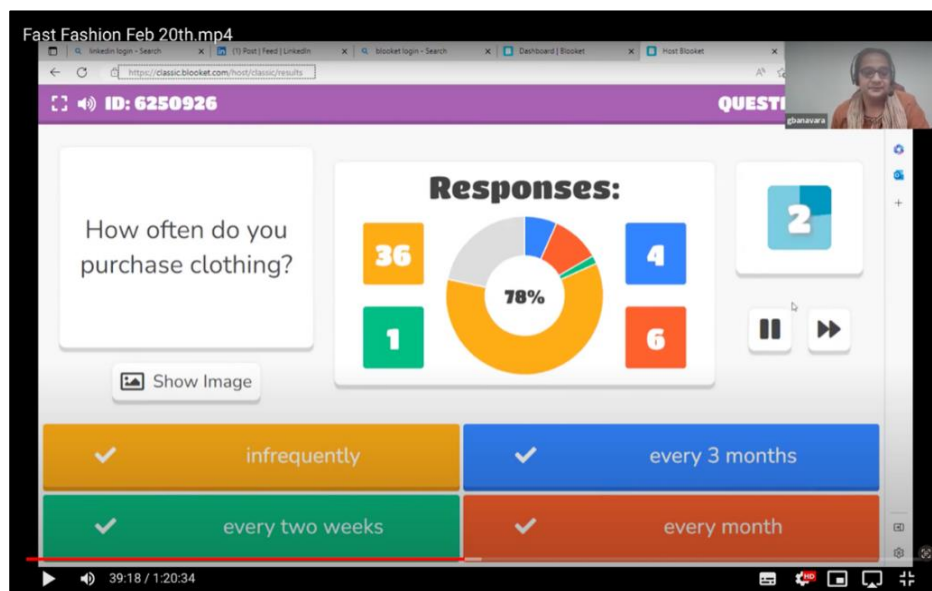 Fast Fashion Feb 20th.mp4
linkedin login - Search
(1) Post | Feed | LinkedIn
blooket login - Search
Dashboard | Blooket
Host Blooket
https://classic.blooket.com/host/classic/results
ID: 6250926
QUESTI
gbanavara
How often do you
purchase clothing?
Show Image
Responses:
36
4
78%
1
6
2
infrequently
every 3 months
every two weeks
every month
39:18 / 1:20:34
HD